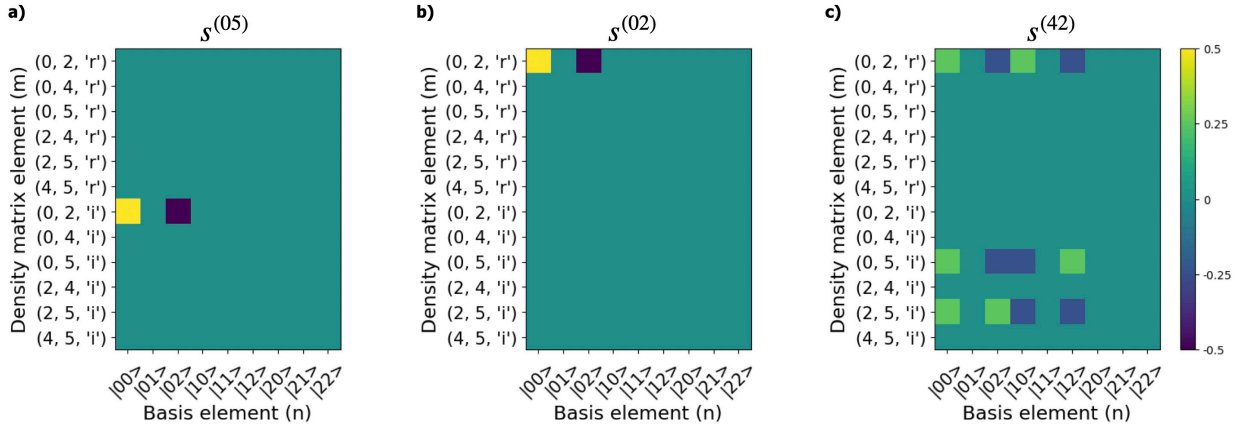 a)
s^(05)
Density matrix element (m)
(0, 2, 'r')
(0, 4, 'r')
(0, 5, 'r')
(2, 4, 'r')
(2, 5, 'r')
(4, 5, 'r')
(0, 2, 'i')
(0, 4, 'i')
(0, 5, 'i')
(2, 4, 'i')
(2, 5, 'i')
(4, 5, 'i')
|00> |01> |02> |10> |11> |12> |20> |21> |22>
Basis element (n)
b)
s^(02)
Density matrix element (m)
(0, 2, 'r')
(0, 4, 'r')
(0, 5, 'r')
(2, 4, 'r')
(2, 5, 'r')
(4, 5, 'r')
(0, 2, 'i')
(0, 4, 'i')
(0, 5, 'i')
(2, 4, 'i')
(2, 5, 'i')
(4, 5, 'i')
|00> |01> |02> |10> |11> |12> |20> |21> |22>
Basis element (n)
c)
s^(42)
Density matrix element (m)
(0, 2, 'r')
(0, 4, 'r')
(0, 5, 'r')
(2, 4, 'r')
(2, 5, 'r')
(4, 5, 'r')
(0, 2, 'i')
(0, 4, 'i')
(0, 5, 'i')
(2, 4, 'i')
(2, 5, 'i')
(4, 5, 'i')
|00> |01> |02> |10> |11> |12> |20> |21> |22>
Basis element (n)
0.5
0.25
0
-0.25
-0.5